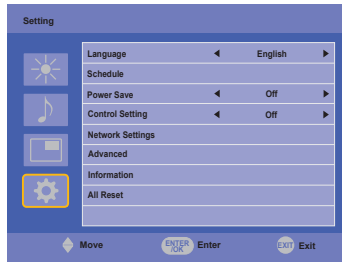 Setting
Language English
Schedule
Power Save Off
Control Setting Off
Network Settings
Advanced
Information
All Reset
Move ENTER /OK Enter EXIT Exit